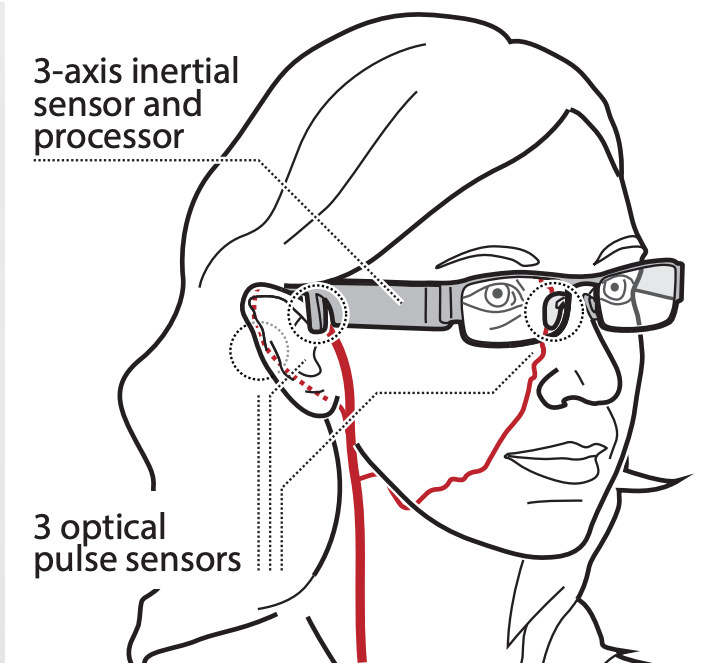 3-axis inertial
sensor and
processor
3 optical
pulse sensors